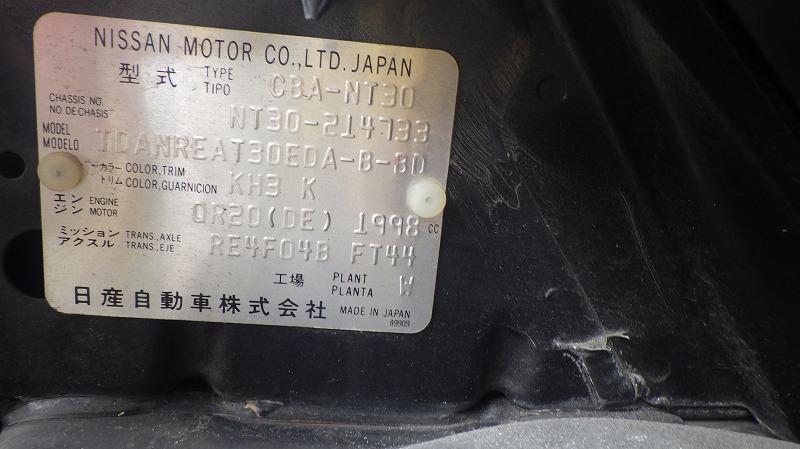 NISSAN MOTOR CO.,LTD. JAPAN
型式 TYPE TIPO CBA-NT30
CHASSIS NO. NO.DE CHASIS NT30-214733
MODEL MODELO TDANREAT30EDA-B-BD
カラー COLOR,TRIM トリム COLOR,GUARNICION KH3 K
エンジン ENGINE MOTOR QR20(DE) 1998 CC
ミッション TRANS.,AXLE アクスル TRANS.,EJE RE4F04B FT44
工場 PLANT PLANTA W
日産自動車株式会社 MADE IN JAPAN
89909